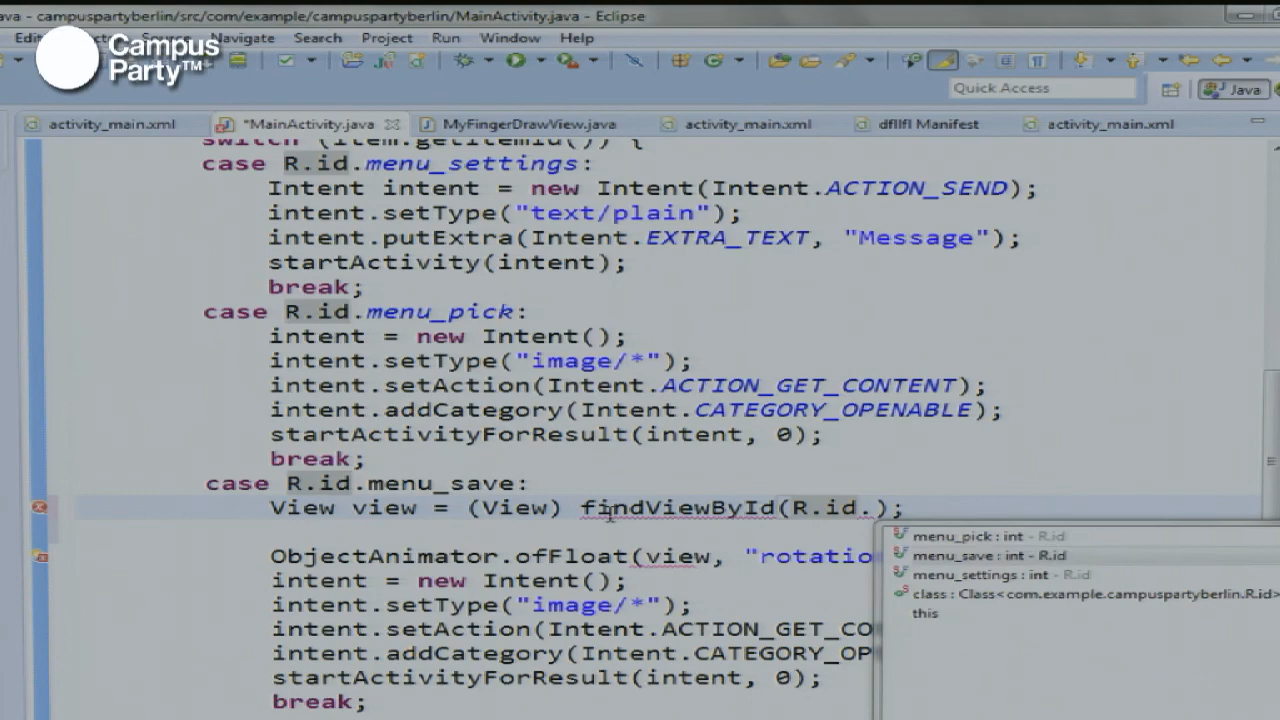 ava - campuspartyberlin/src/com/example/campuspartyberlin/MainActivity.java - Eclipse
Navigate Search Project Run Window Help
Campus
Party™
Quick Access
Java
activity_main.xml *MainActivity.java MyFingerDrawView.java activity_main.xml dflIfl Manifest activity_main.xml
switch (item.getItemId()) {
case R.id.menu_settings:
Intent intent = new Intent(Intent.ACTION_SEND);
intent.setType("text/plain");
intent.putExtra(Intent.EXTRA_TEXT, "Message");
startActivity(intent);
break;
case R.id.menu_pick:
intent = new Intent();
intent.setType("image/*");
intent.setAction(Intent.ACTION_GET_CONTENT);
intent.addCategory(Intent.CATEGORY_OPENABLE);
startActivityForResult(intent, 0);
break;
case R.id.menu_save:
View view = (View) findViewById(R.id.);
ObjectAnimator.ofFloat(view, "rotatio
intent = new Intent();
intent.setType("image/*");
intent.setAction(Intent.ACTION_GET_CO
intent.addCategory(Intent.CATEGORY_OP
startActivityForResult(intent, 0);
break;
menu_pick : int - R.id
menu_save : int - R.id
menu_settings : int - R.id
class : Class<com.example.campuspartyberlin.R.id>
this